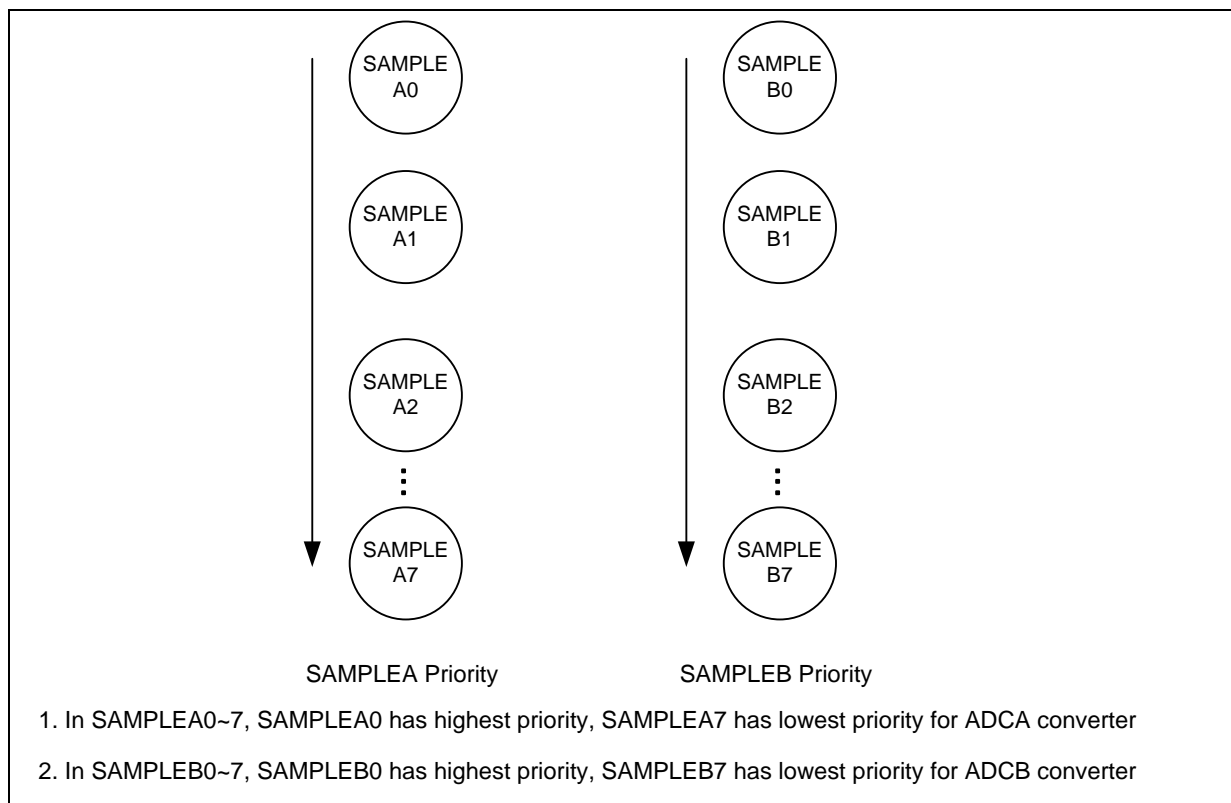 SAMPLE
A0
SAMPLE
A1
SAMPLE
A2
SAMPLE
A7
SAMPLE
B0
SAMPLE
B1
SAMPLE
B2
SAMPLE
B7
SAMPLEA Priority
SAMPLEB Priority
1. In SAMPLEA0~7, SAMPLEA0 has highest priority, SAMPLEA7 has lowest priority for ADCA converter
2. In SAMPLEB0~7, SAMPLEB0 has highest priority, SAMPLEB7 has lowest priority for ADCB converter